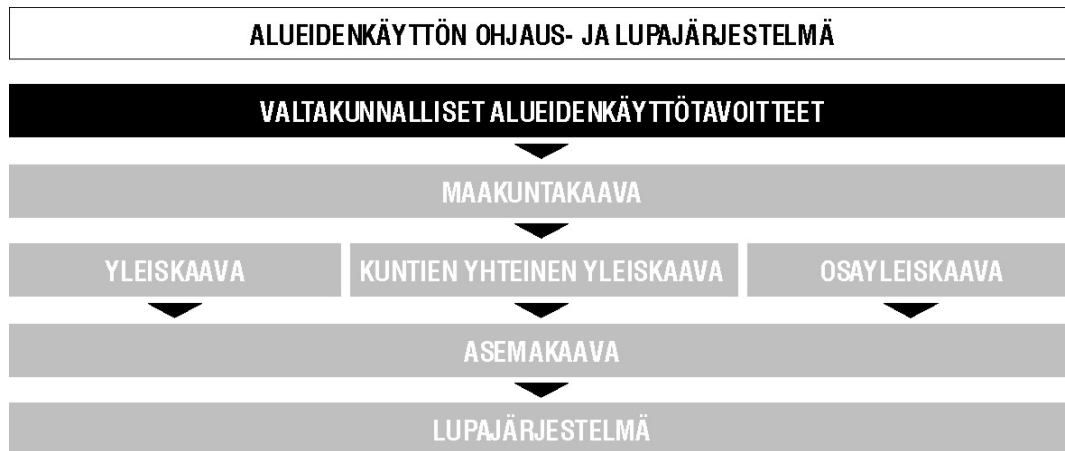 ALUEIDENKÄYTTÖN OHJAUS- JA LUPAJÄRJESTELMÄ
VALTAKUNNALLISET ALUEIDENKÄYTTÖTAVOITTEET
MAAKUNTAKAAVA
YLEISKAAVA KUNTIEN YHTEINEN YLEISKAAVA OSAYLEISKAAVA
ASEMAKAAVA
LUPAJÄRJESTELMÄ